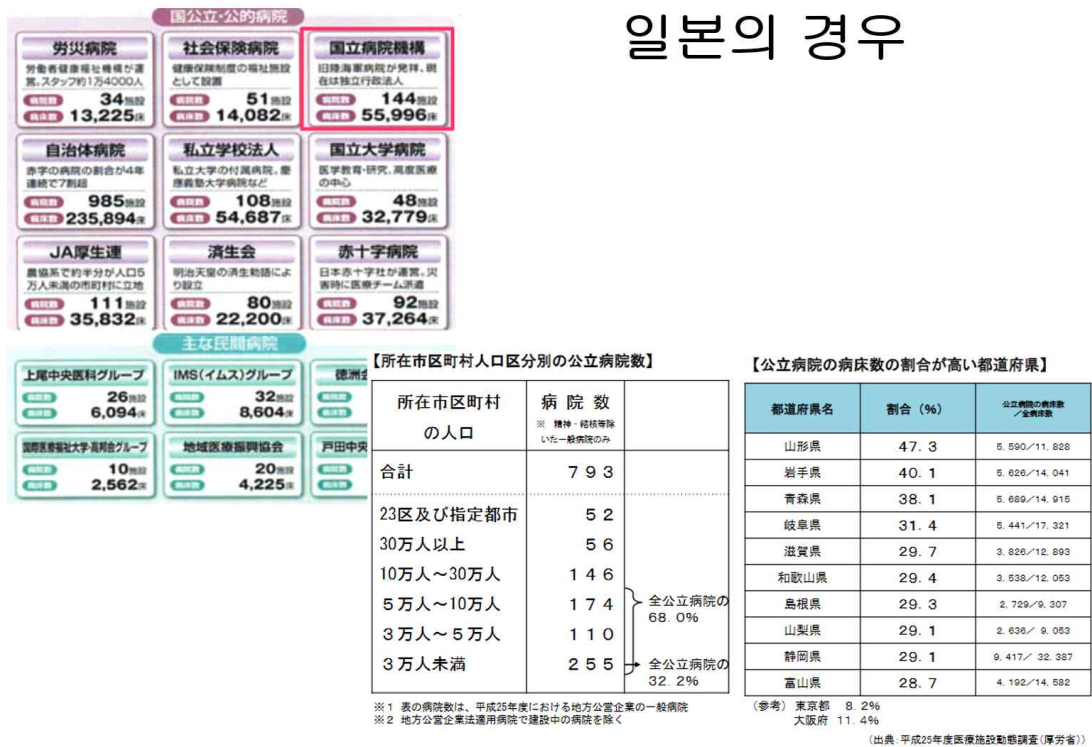 일본의 경우
国公立・公的病院
労災病院
労働者健康福祉機構が運
営。スタッフ約1万4000人
病院数 34施設
病床数 13,225床
社会保険病院
健康保険制度の福祉施設
として設置
病院数 51施設
病床数 14,082床
国立病院機構
旧陸海軍病院が発祥、現
在は独立行政法人
病院数 144施設
病床数 55,996床
自治体病院
赤字の病院の割合が4年
連続で7割超
病院数 985施設
病床数 235,894床
私立学校法人
私立大学の付属病院。慶
應義塾大学病院など
病院数 108施設
病床数 54,687床
国立大学病院
医学教育・研究、高度医療
の中心
病院数 48施設
病床数 32,779床
JA厚生連
農協系で約半分が人口5
万人未満の市町村に立地
病院数 111施設
病床数 35,832床
済生会
明治天皇の済生勅語によ
り設立
病院数 80施設
病床数 22,200床
赤十字病院
日本赤十字社が運営。災
害時に医療チーム派遣
病院数 92施設
病床数 37,264床
主な民間病院
上尾中央医科グループ
病院数 26施設
病床数 6,094床
IMS(イムス)グループ
病院数 32施設
病床数 8,604床
徳洲会
病院数
病床数
国際医療福祉大学・高邦会グループ
病院数 10施設
病床数 2,562床
地域医療振興協会
病院数 20施設
病床数 4,225床
戸田中央
病院数
病床数
【所在市区町村人口区分別の公立病院数】
所在市区町村
の人口
病院数
※ 精神・結核等除
いた一般病院のみ
合計 793
23区及び指定都市 52
30万人以上 56
10万人～30万人 146
5万人～10万人 174
3万人～5万人 110
3万人未満 255
全公立病院の
68.0%
全公立病院の
32.2%
※1 表の病院数は、平成25年度における地方公営企業の一般病院
※2 地方公営企業法適用病院で建設中の病院を除く
【公立病院の病床数の割合が高い都道府県】
都道府県名 割合（%） 公立病院の病床数
／全病床数
山形県 47.3 5,590／11,828
岩手県 40.1 5,626／14,041
青森県 38.1 5,689／14,915
岐阜県 31.4 5,441／17,321
滋賀県 29.7 3,826／12,893
和歌山県 29.4 3,538／12,053
島根県 29.3 2,729／9,307
山梨県 29.1 2,636／ 9,053
静岡県 29.1 9,417／ 32,387
富山県 28.7 4,192／14,582
（参考） 東京都 8.2%
大阪府 11.4%
（出典：平成25年度医療施設動態調査（厚労省））